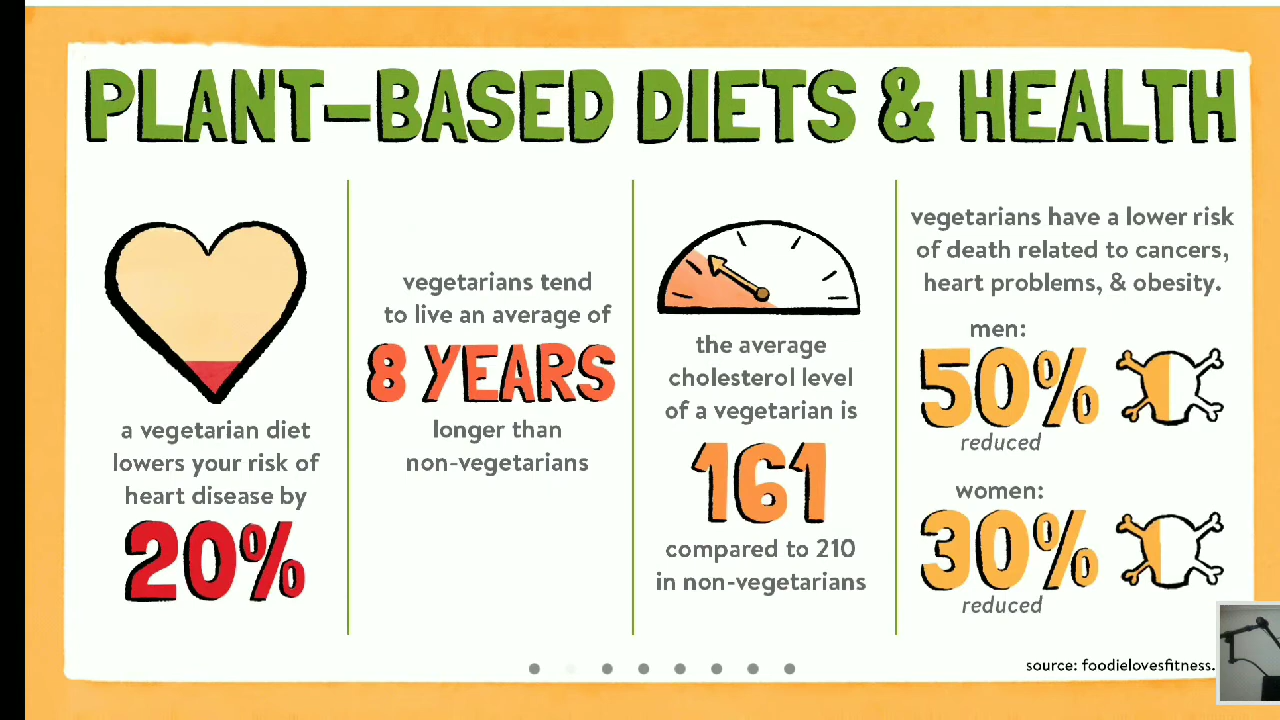 PLANT-BASED DIETS & HEALTH
a vegetarian diet
lowers your risk of
heart disease by
20%
vegetarians tend
to live an average of
8 YEARS
longer than
non-vegetarians
the average
cholesterol level
of a vegetarian is
161
compared to 210
in non-vegetarians
vegetarians have a lower risk
of death related to cancers,
heart problems, & obesity.
men:
50%
reduced
women:
30%
reduced
source: foodielovesfitness.